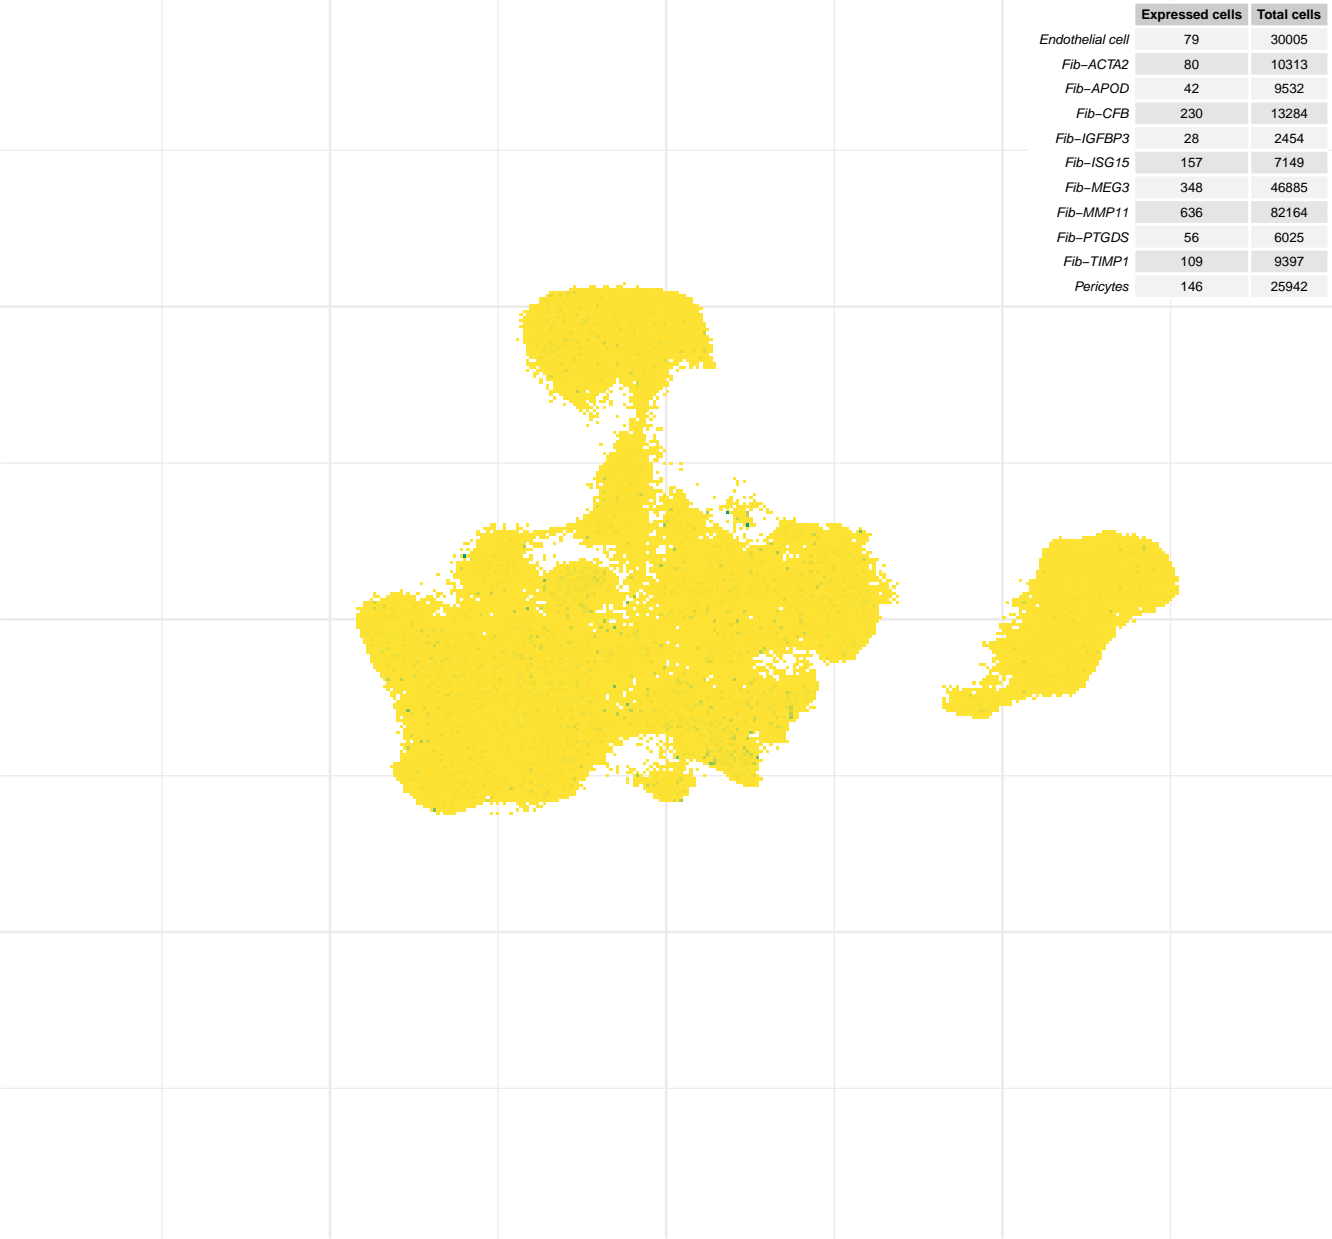 Expressed cells Total cells
Endothelial cell 79 30005
Fib−ACTA2 80 10313
Fib−APOD 42 9532
Fib−CFB 230 13284
Fib−IGFBP3 28 2454
Fib−ISG15 157 7149
Fib−MEG3 348 46885
Fib−MMP11 636 82164
Fib−PTGDS 56 6025
Fib−TIMP1 109 9397
Pericytes 146 25942